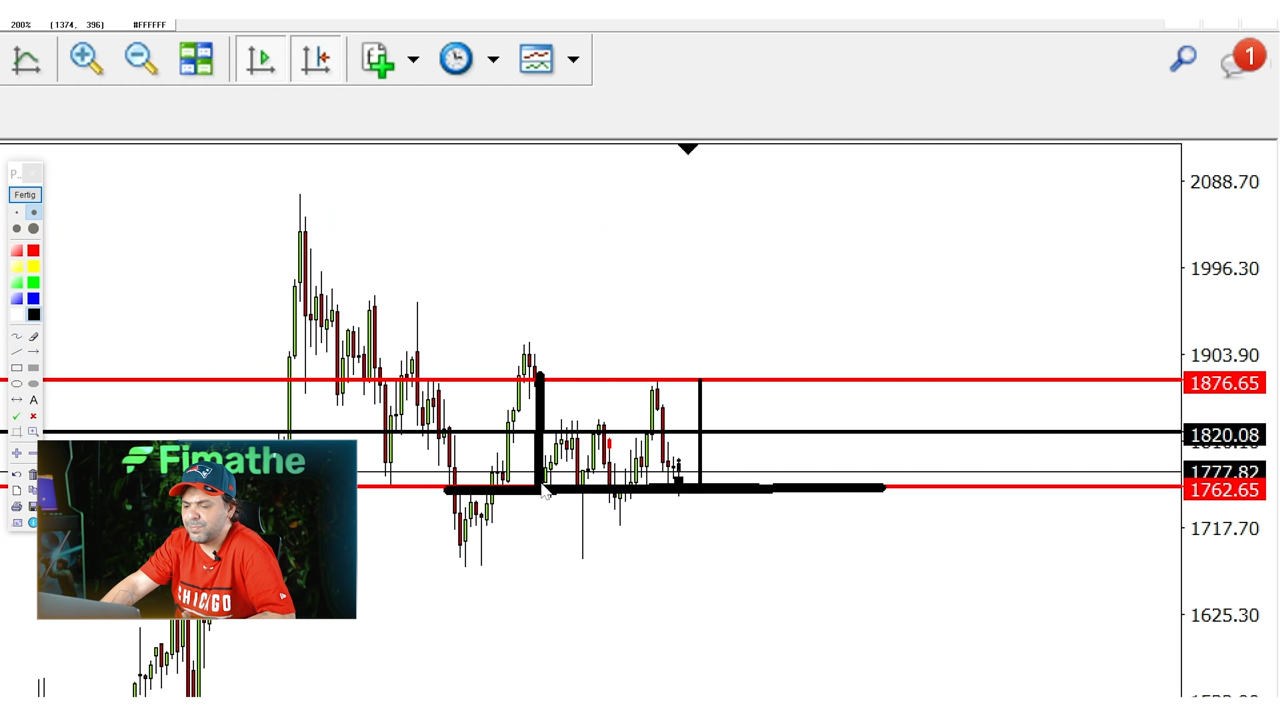 200% (1374, 396) #FFFFFF
1
P..
Fertig
A
2088.70
1996.30
1903.90
1876.65
1820.08
1777.82
1762.65
1717.70
1625.30
Fimathe
CHICAGO